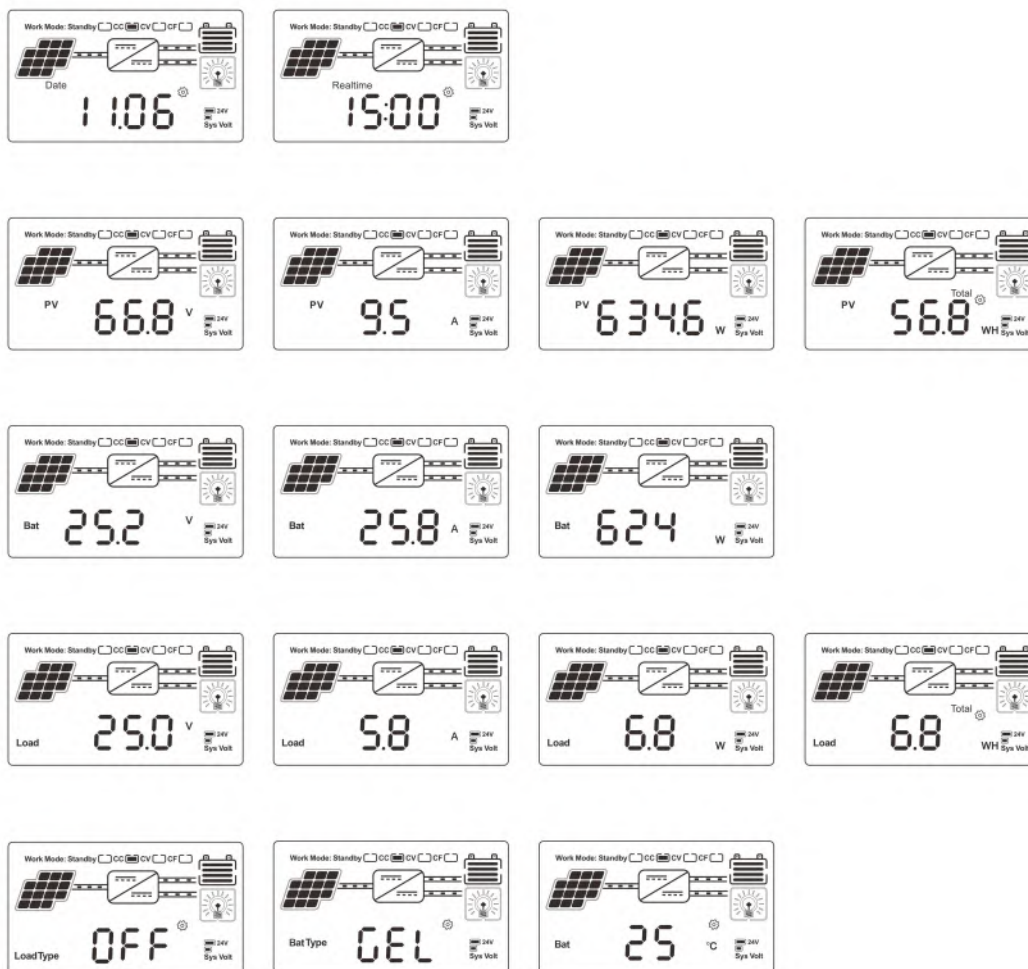 Work Mode: Standby CC CV CF
Date
11.06
24V
Sys Volt
Work Mode: Standby CC CV CF
Realtime
15:00
24V
Sys Volt
Work Mode: Standby CC CV CF
PV 66.8 V
24V
Sys Volt
Work Mode: Standby CC CV CF
PV 9.5 A
24V
Sys Volt
Work Mode: Standby CC CV CF
PV 634.6 W
24V
Sys Volt
Work Mode: Standby CC CV CF
Total
PV 56.8 WH
24V
Sys Volt
Work Mode: Standby CC CV CF
Bat 25.2 V
24V
Sys Volt
Work Mode: Standby CC CV CF
Bat 25.8 A
24V
Sys Volt
Work Mode: Standby CC CV CF
Bat 624 W
24V
Sys Volt
Work Mode: Standby CC CV CF
Load 25.0 V
24V
Sys Volt
Work Mode: Standby CC CV CF
Load 5.8 A
24V
Sys Volt
Work Mode: Standby CC CV CF
Load 6.8 W
24V
Sys Volt
Work Mode: Standby CC CV CF
Total
Load 6.8 WH
24V
Sys Volt
Work Mode: Standby CC CV CF
LoadType OFF
24V
Sys Volt
Work Mode: Standby CC CV CF
Bat Type GEL
24V
Sys Volt
Work Mode: Standby CC CV CF
Bat 25 °C
24V
Sys Volt